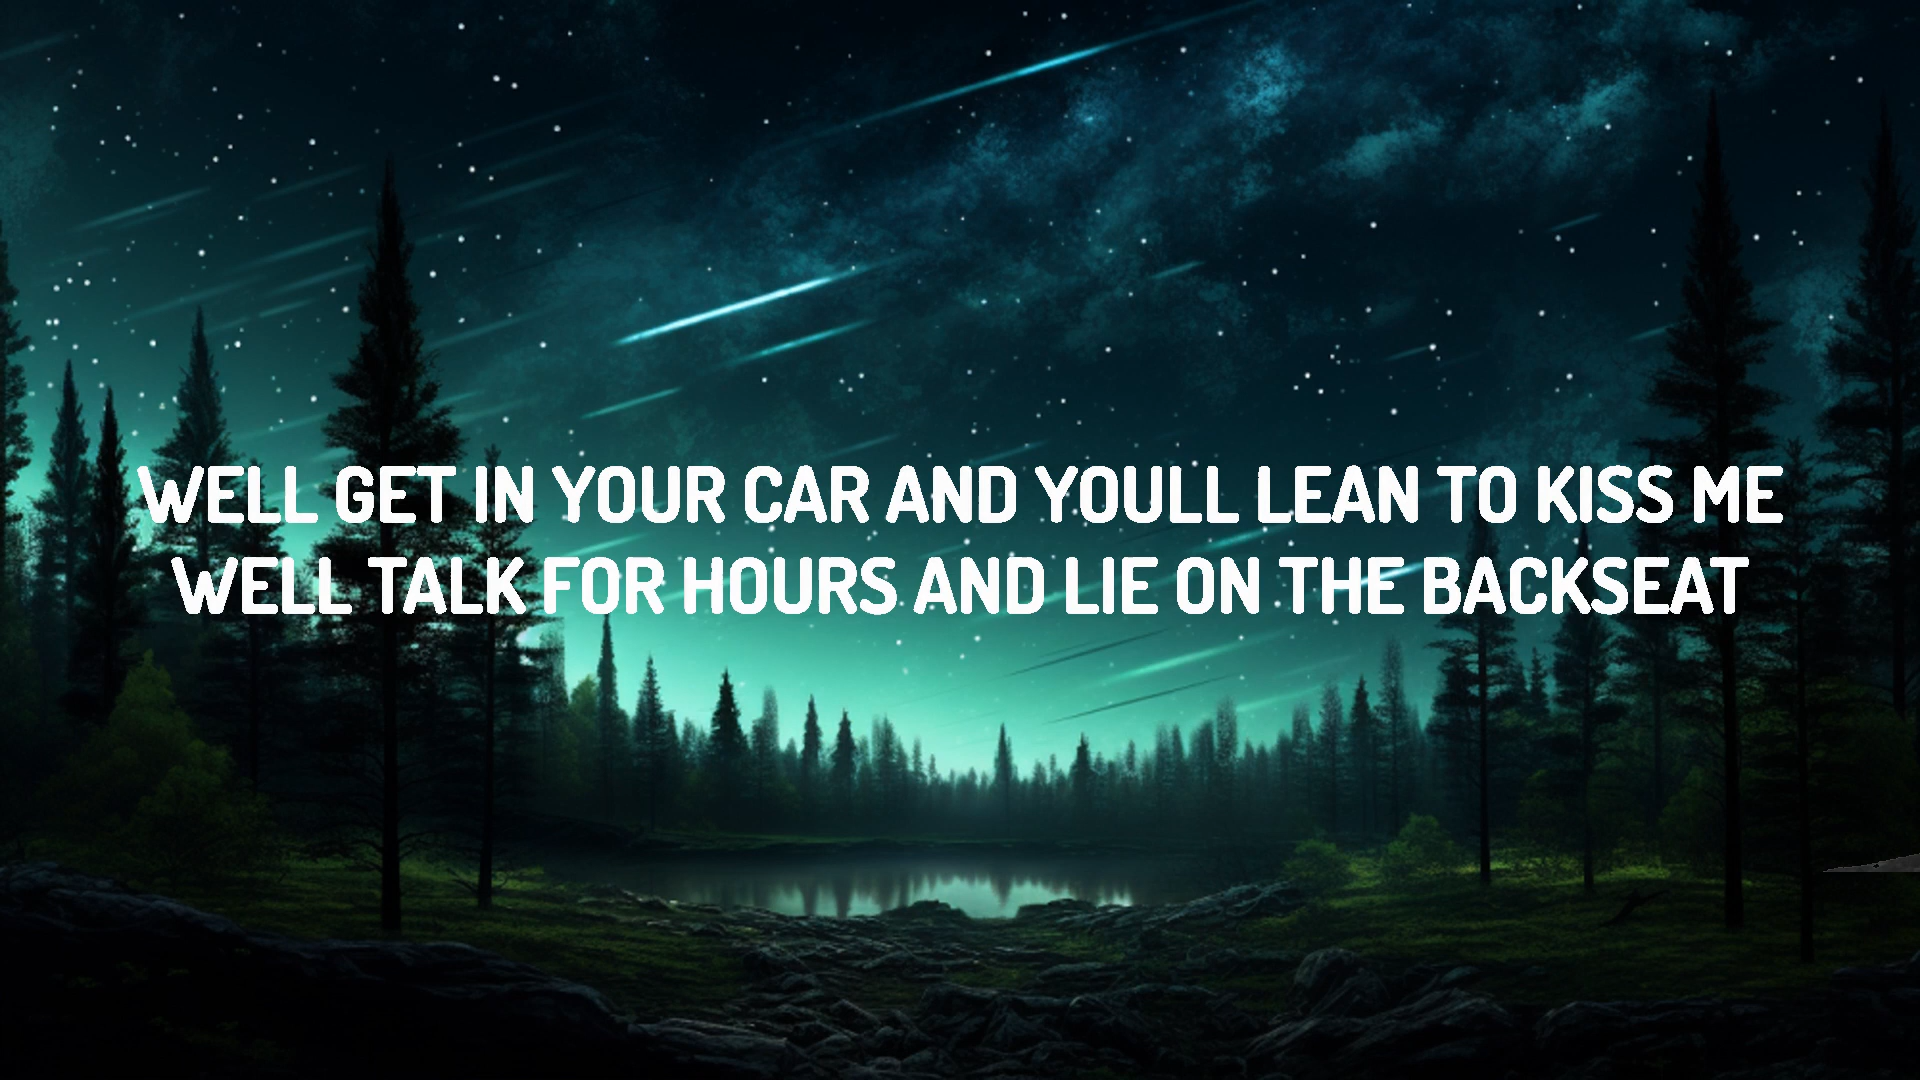 WELL GET IN YOUR CAR AND YOULL LEAN TO KISS ME
WELL TALK FOR HOURS AND LIE ON THE BACKSEAT